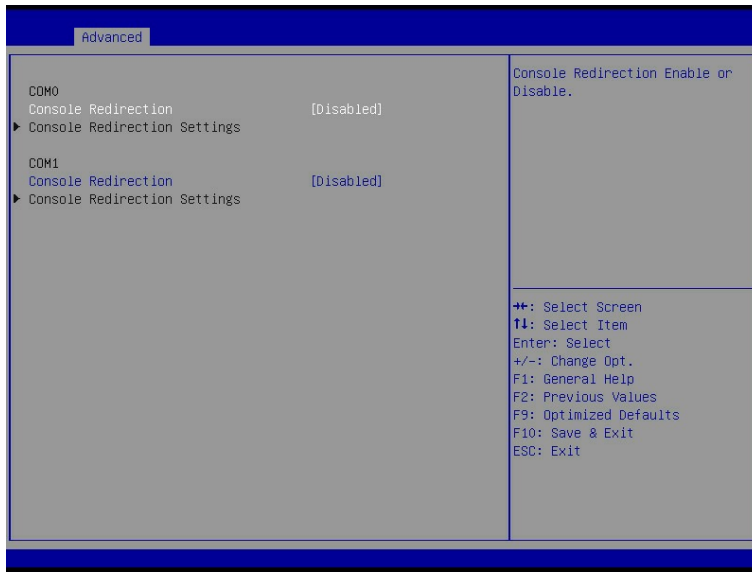 Advanced
COM0
Console Redirection [Disabled]
Console Redirection Settings
COM1
Console Redirection [Disabled]
Console Redirection Settings
Console Redirection Enable or
Disable.
→←: Select Screen
↑↓: Select Item
Enter: Select
+/-: Change Opt.
F1: General Help
F2: Previous Values
F9: Optimized Defaults
F10: Save & Exit
ESC: Exit